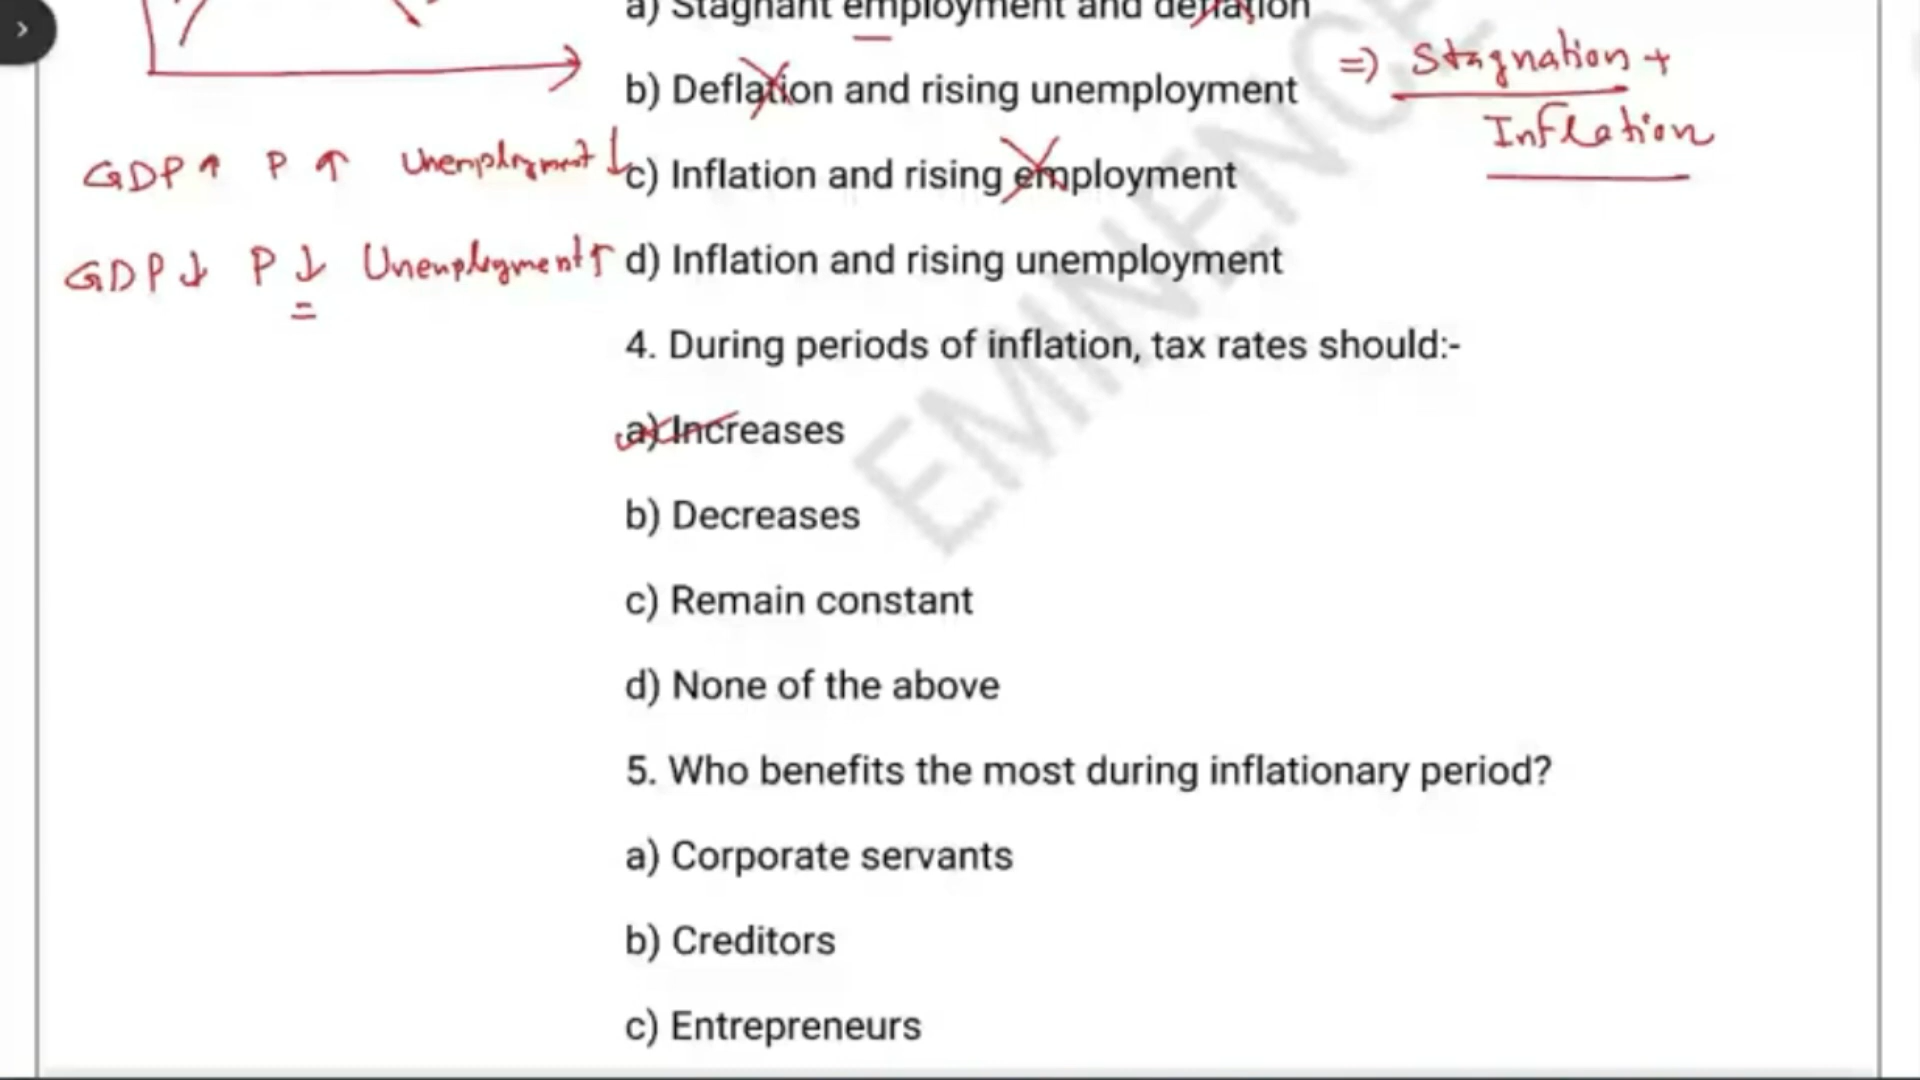 a) Stagnant employment and deflation
b) Deflation and rising unemployment
=) Stagnation +
Inflation
GDP↑ P↑ Unemployment↓
c) Inflation and rising employment
GDP↓ P↓ Unemployment↑
d) Inflation and rising unemployment
4. During periods of inflation, tax rates should:-
a) Increases
b) Decreases
c) Remain constant
d) None of the above
5. Who benefits the most during inflationary period?
a) Corporate servants
b) Creditors
c) Entrepreneurs
EMINENCE